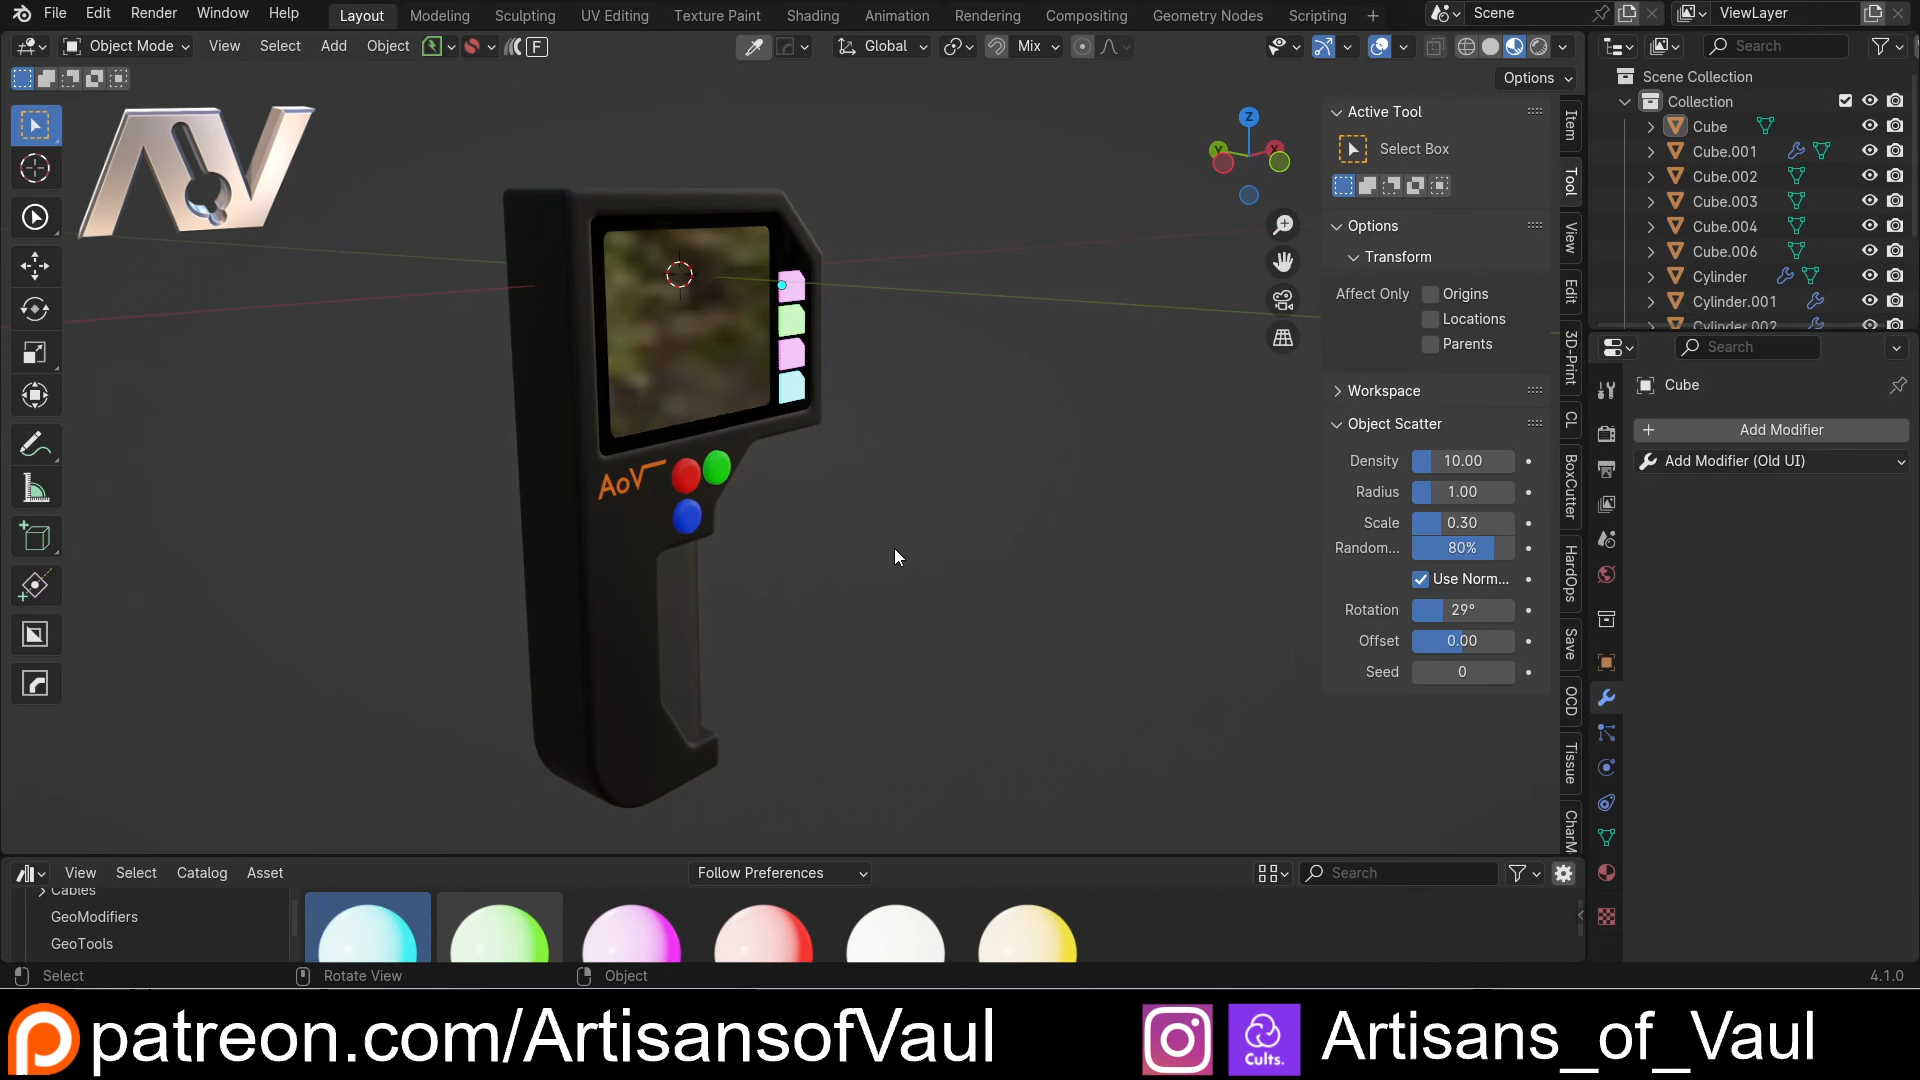 File Edit Render Window Help Layout Modeling Sculpting UV Editing Texture Paint Shading Animation Rendering Compositing Geometry Nodes Scripting + Scene ViewLayer
Object Mode View Select Add Object F Global Mix Search
Options
AV
Active Tool
Select Box
Options
Transform
Affect Only Origins
Locations
Parents
Workspace
Object Scatter
Density 10.00
Radius 1.00
Scale 0.30
Random... 80%
Use Norm...
Rotation 29°
Offset 0.00
Seed 0
Item
Tool
View
Edit
3D-Print
CL
BoxCutter
HardOps
Save
OCD
Tissue
CharM
Z
Y
X
AoV
Scene Collection
Collection
Cube
Cube.001
Cube.002
Cube.003
Cube.004
Cube.006
Cylinder
Cylinder.001
Cylinder.002
Search
Cube
Add Modifier
Add Modifier (Old UI)
View Select Catalog Asset Follow Preferences Search
Cables
GeoModifiers
GeoTools
Select Rotate View Object 4.1.0
patreon.com/ArtisansofVaul Cults. Artisans_of_Vaul